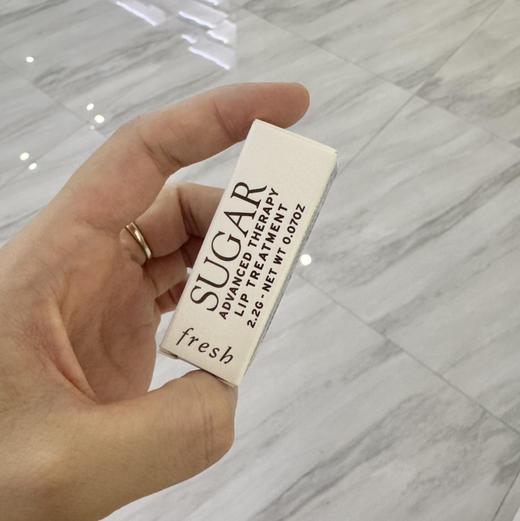 SUGAR
ADVANCED THERAPY
LIP TREATMENT
2.2G - NET WT 0.07OZ
fresh